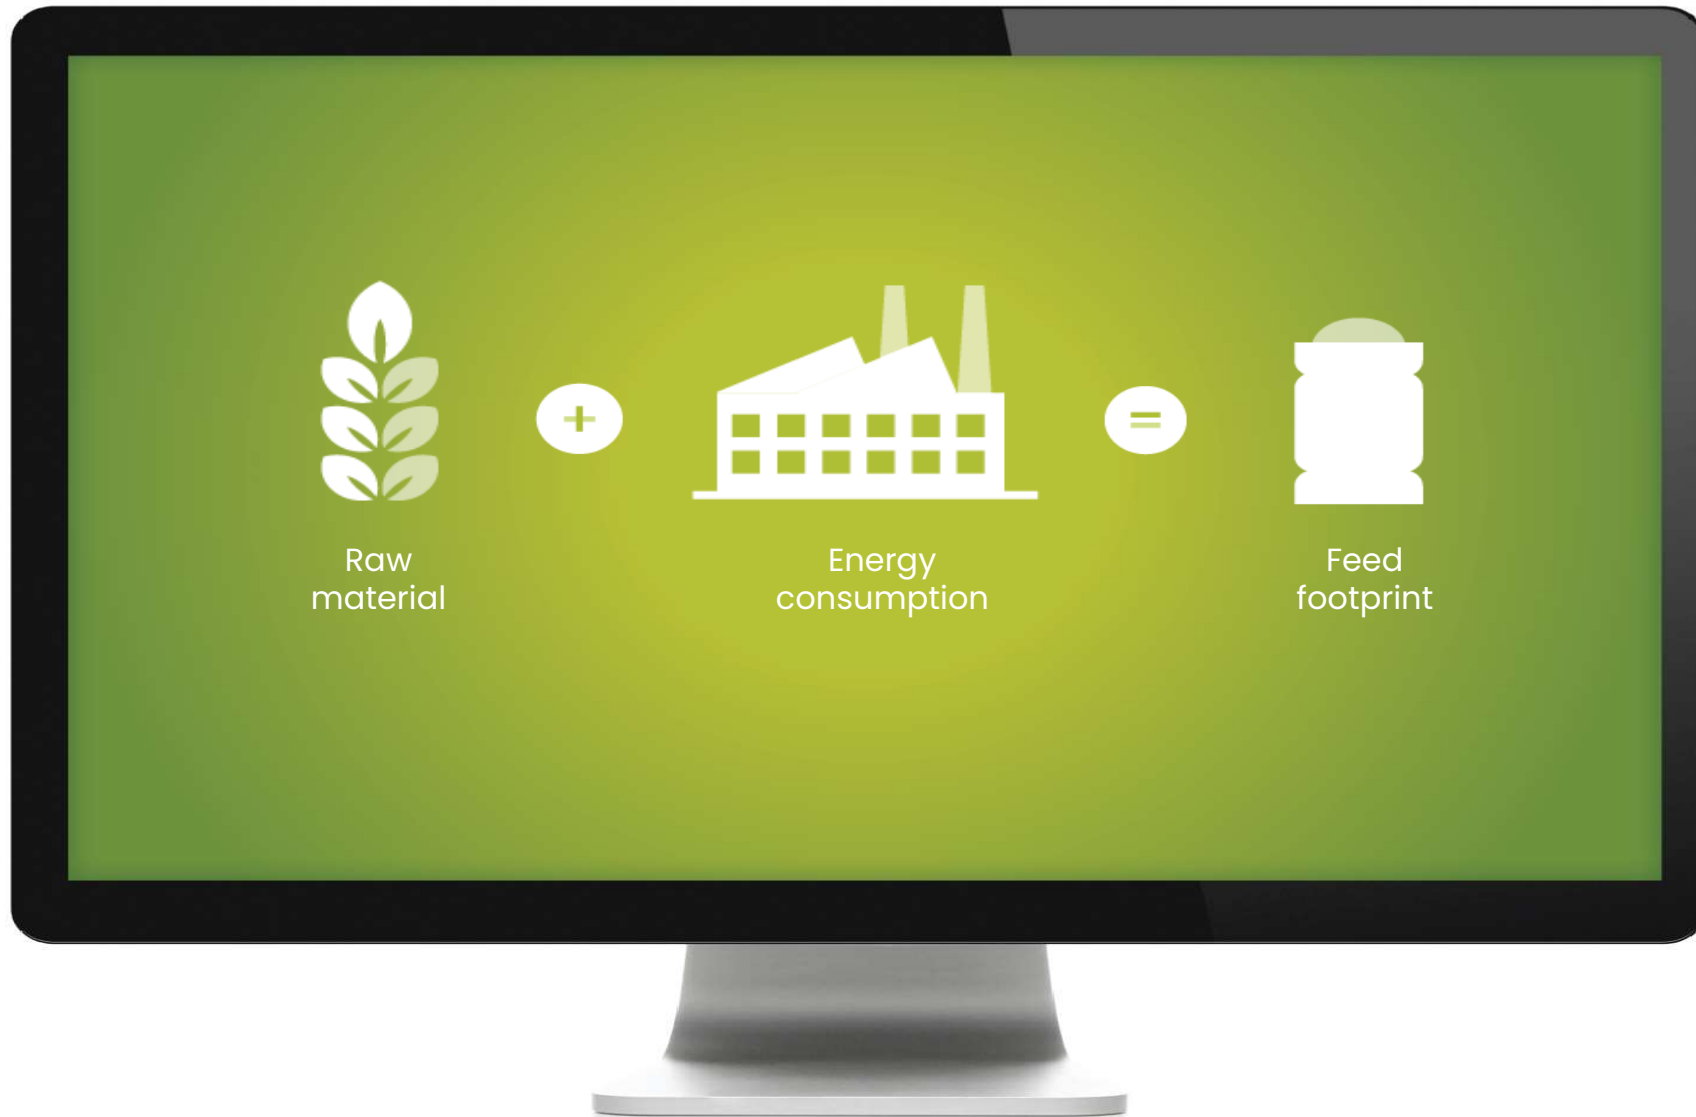 Raw
material
+
Energy
consumption
=
Feed
footprint